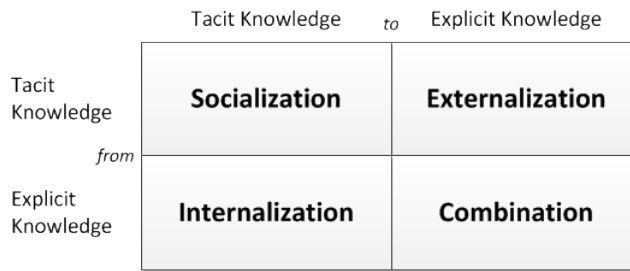 Tacit Knowledge to Explicit Knowledge
Tacit
Knowledge
Socialization Externalization
from
Explicit
Knowledge
Internalization Combination